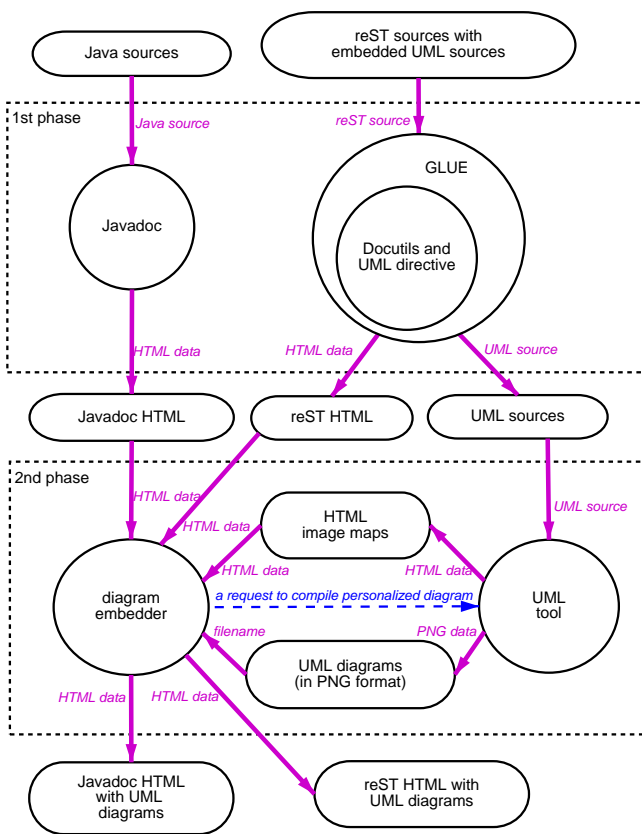 Java sources
reST sources with
embedded UML sources
1st phase
Java source
reST source
GLUE
Javadoc
Docutils and
UML directive
HTML data
HTML data
UML source
Javadoc HTML
reST HTML
UML sources
2nd phase
HTML data
HTML data
UML source
HTML
image maps
HTML data
HTML data
diagram
embedder
a request to compile personalized diagram
UML
tool
filename
PNG data
UML diagrams
(in PNG format)
HTML data
HTML data
Javadoc HTML
with UML
diagrams
reST HTML with
UML diagrams